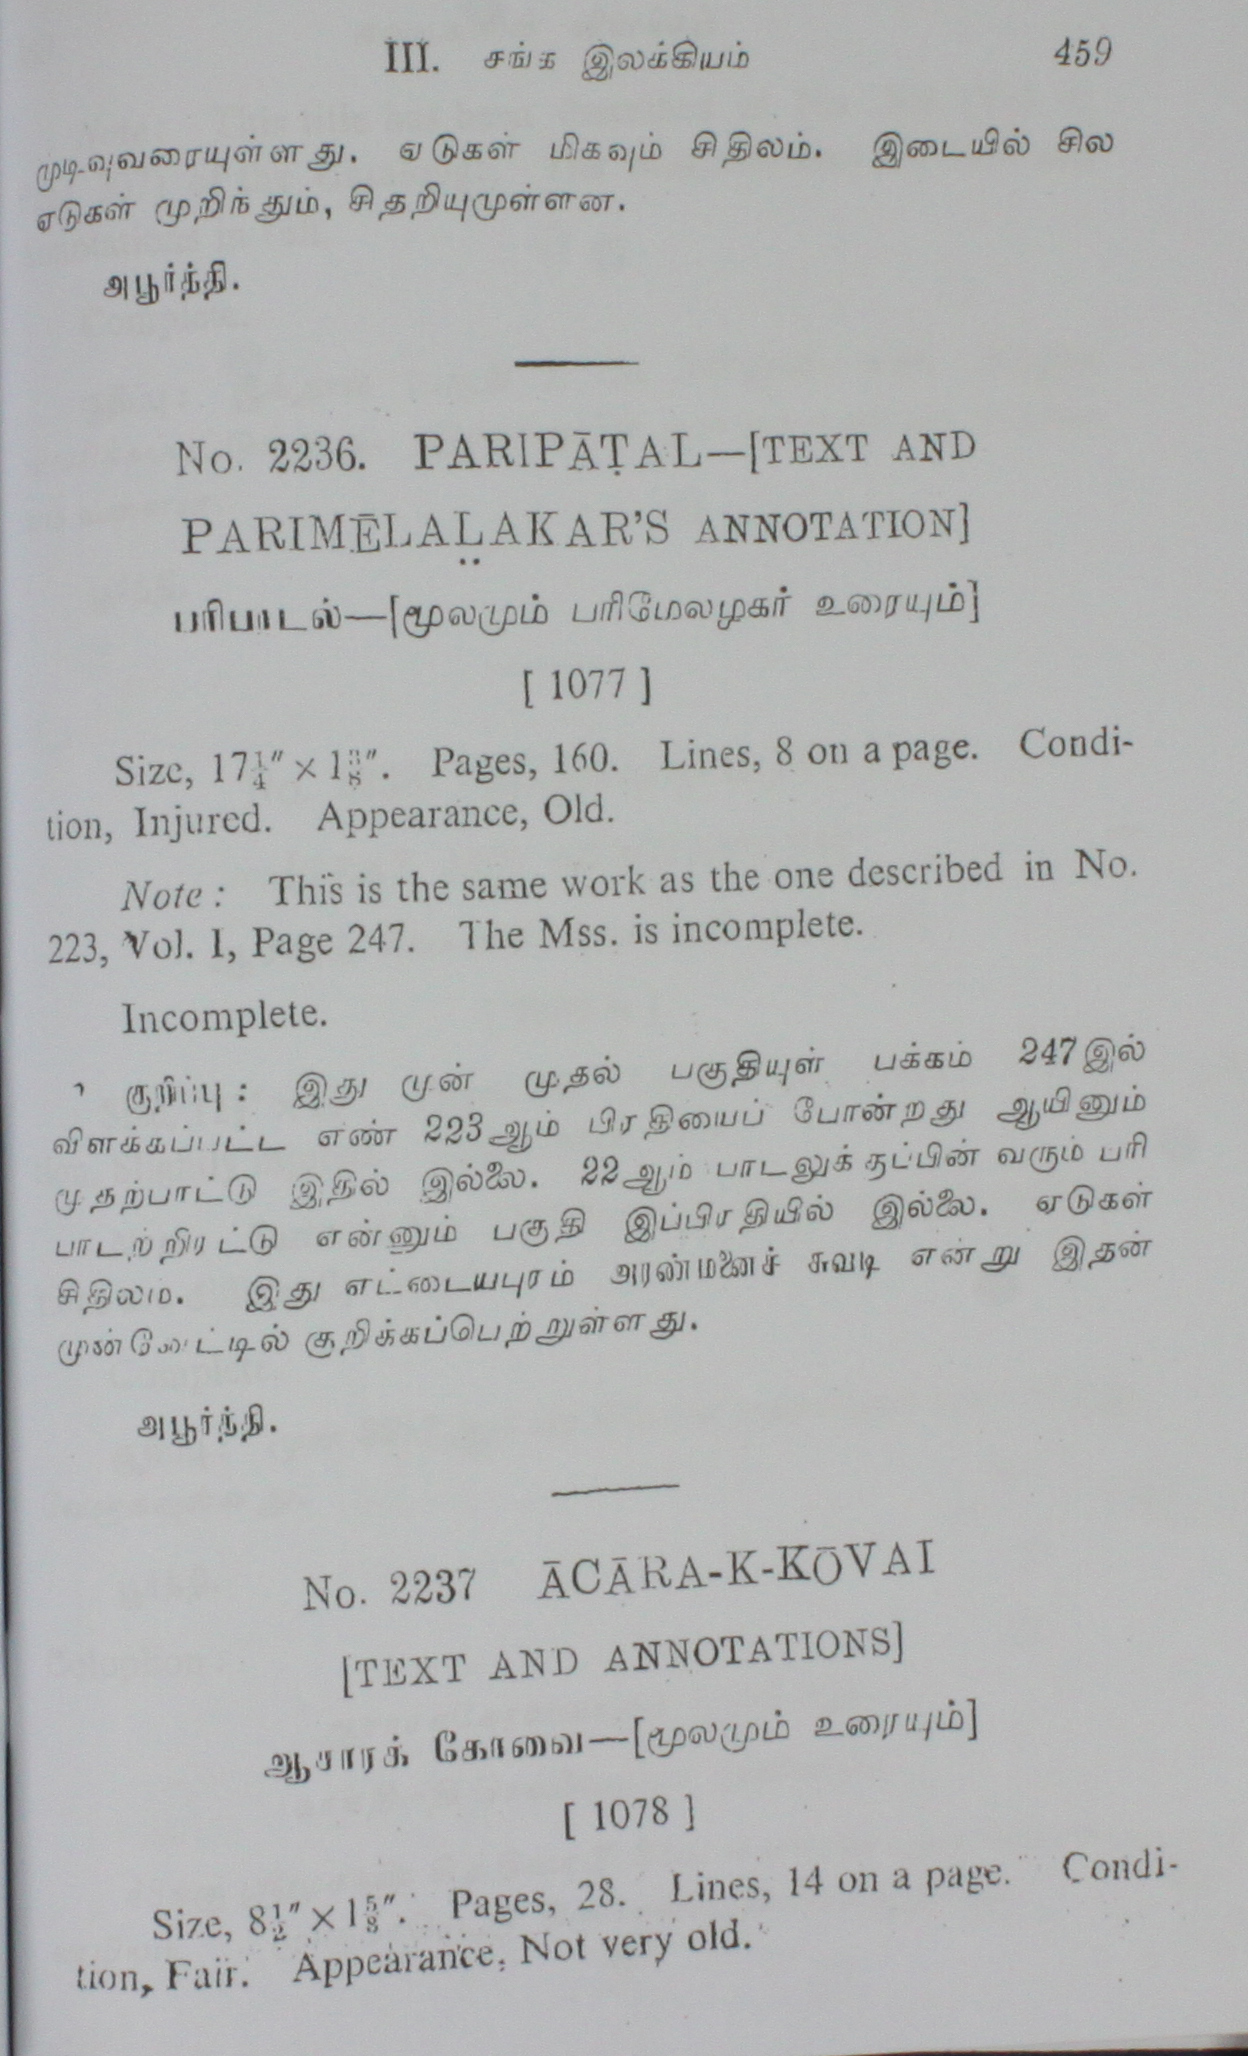 III. சங்க இலக்கியம் 459
முடிவுவரையுள்ளது. ஏடுகள் மிகவும் சிதிலம். இடையில் சில
ஏடுகள் முறிந்தும், சிதறியுமுள்ளன.
அபூர்த்தி.
No. 2236. PARIPĀṬAL—[TEXT AND
PARIMĒLAḺAKAR'S ANNOTATION]
பரிபாடல்—[மூலமும் பரிமேலழகர் உரையும்]
[ 1077 ]
Size, 17¼″ × 1⅜″. Pages, 160. Lines, 8 on a page. Condi-
tion, Injured. Appearance, Old.
Note : This is the same work as the one described in No.
223, Vol. I, Page 247. The Mss. is incomplete.
Incomplete.
குறிப்பு : இது முன் முதல் பகுதியுள் பக்கம் 247இல்
விளக்கப்பட்ட எண் 223ஆம் பிரதியைப் போன்றது ஆயினும்
முதற்பாட்டு இதில் இல்லை. 22ஆம் பாடலுக்கப்பின் வரும் பரி
பாடற்றிரட்டு என்னும் பகுதி இப்பிரதியில் இல்லை. ஏடுகள்
சிதிலம். இது எட்டையபுரம் அரண்மனைச் சுவடி என்று இதன்
முன்வேட்டில் குறிக்கப்பெற்றுள்ளது.
அபூர்ந்தி.
No. 2237 ĀCĀRA-K-KŌVAI
[TEXT AND ANNOTATIONS]
ஆசாரக் கோவை—[மூலமும் உரையும்]
[ 1078 ]
Size, 8½″ × 1⅝″. Pages, 28. Lines, 14 on a page. Condi-
tion, Fair. Appearance, Not very old.